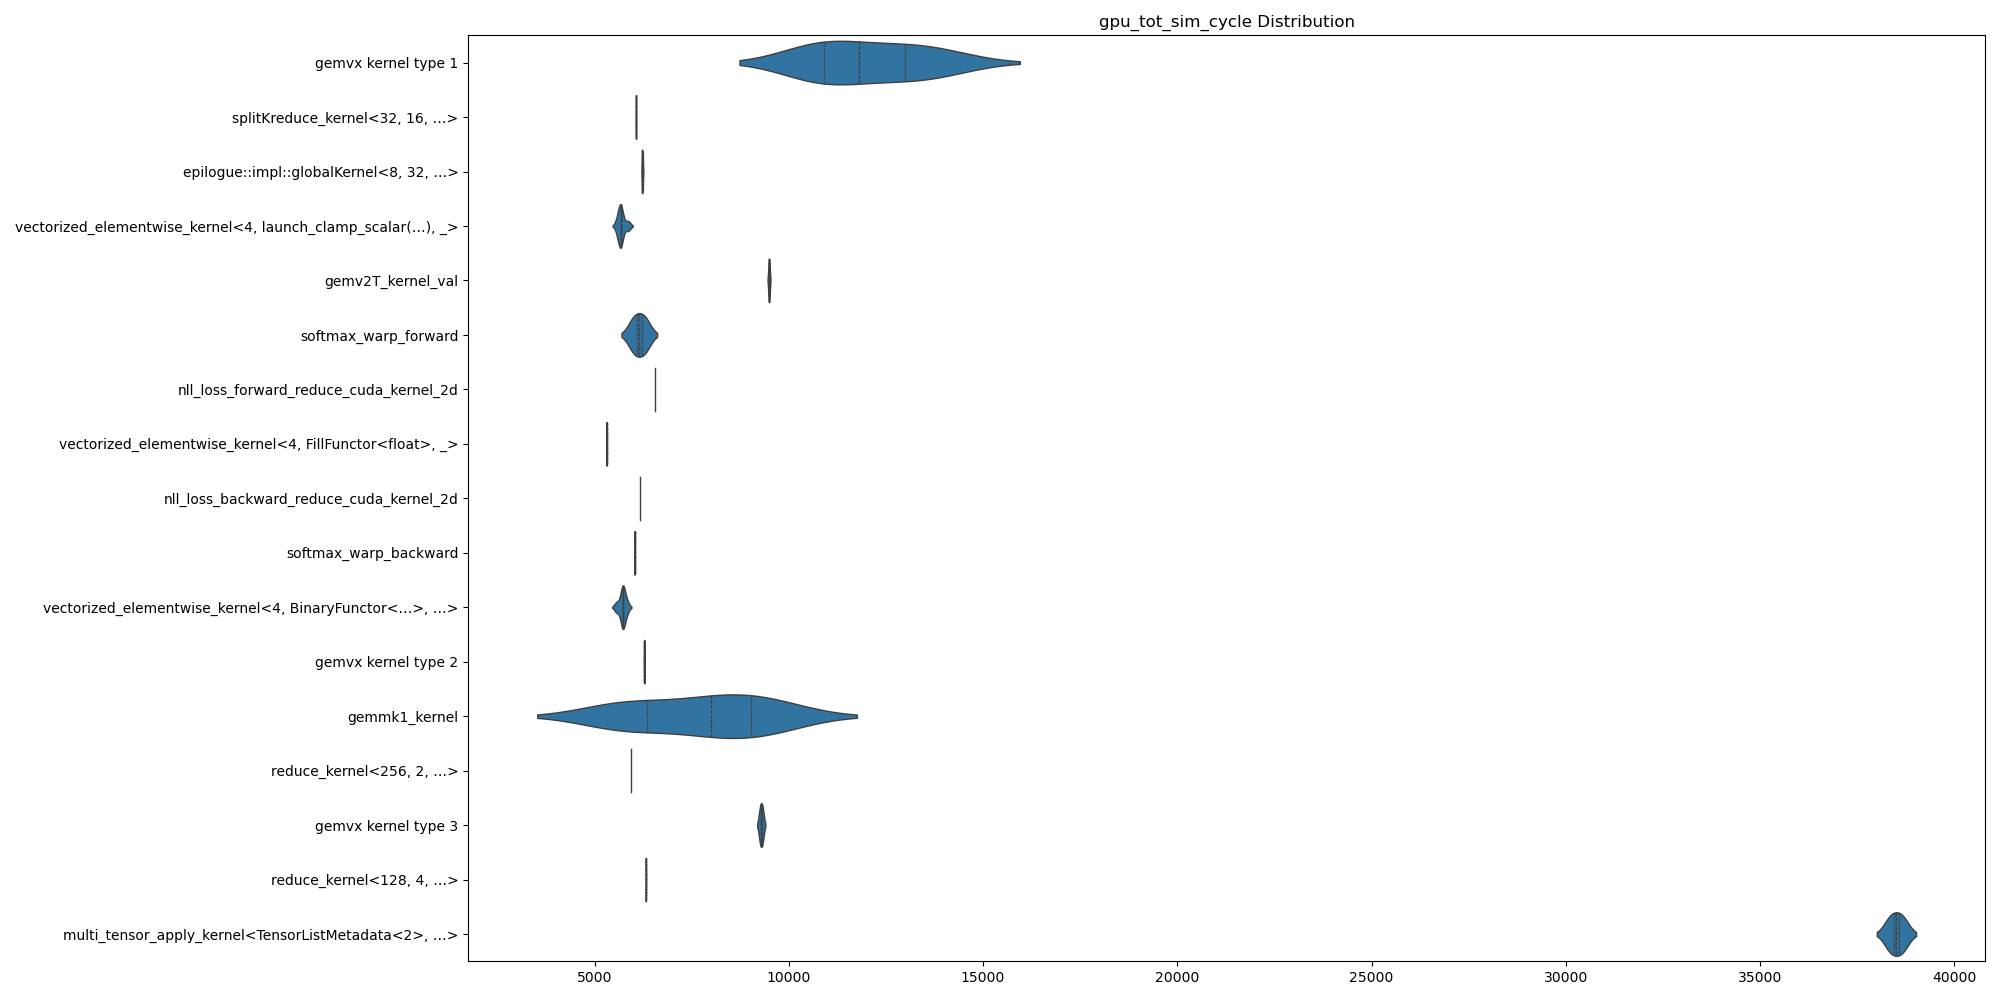 gpu_tot_sim_cycle Distribution
gemvx kernel type 1
splitKreduce_kernel<32, 16, ...>
epilogue::impl::globalKernel<8, 32, ...>
vectorized_elementwise_kernel<4, launch_clamp_scalar(...), _>
gemv2T_kernel_val
softmax_warp_forward
nll_loss_forward_reduce_cuda_kernel_2d
vectorized_elementwise_kernel<4, FillFunctor<float>, _>
nll_loss_backward_reduce_cuda_kernel_2d
softmax_warp_backward
vectorized_elementwise_kernel<4, BinaryFunctor<...>, ...>
gemvx kernel type 2
gemmk1_kernel
reduce_kernel<256, 2, ...>
gemvx kernel type 3
reduce_kernel<128, 4, ...>
multi_tensor_apply_kernel<TensorListMetadata<2>, ...>
5000 10000 15000 20000 25000 30000 35000 40000